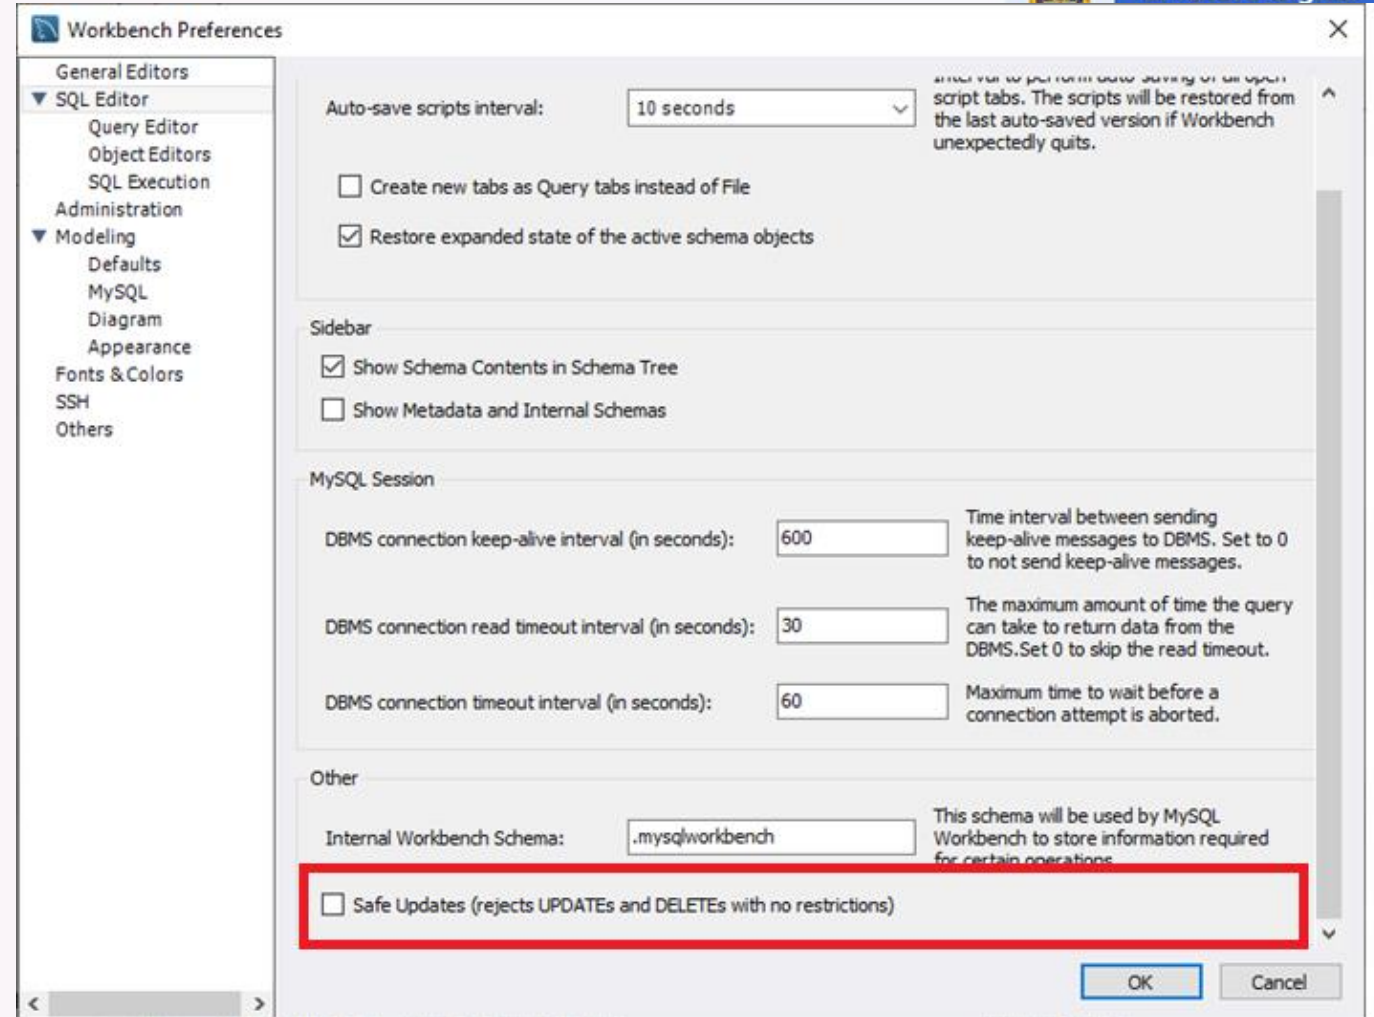 Workbench Preferences
General Editors
SQL Editor
Query Editor
Object Editors
SQL Execution
Administration
Modeling
Defaults
MySQL
Diagram
Appearance
Fonts & Colors
SSH
Others
Auto-save scripts interval:
10 seconds
Interval to perform auto-saving of all open
script tabs. The scripts will be restored from
the last auto-saved version if Workbench
unexpectedly quits.
Create new tabs as Query tabs instead of File
Restore expanded state of the active schema objects
Sidebar
Show Schema Contents in Schema Tree
Show Metadata and Internal Schemas
MySQL Session
DBMS connection keep-alive interval (in seconds):
600
Time interval between sending
keep-alive messages to DBMS. Set to 0
to not send keep-alive messages.
DBMS connection read timeout interval (in seconds):
30
The maximum amount of time the query
can take to return data from the
DBMS.Set 0 to skip the read timeout.
DBMS connection timeout interval (in seconds):
60
Maximum time to wait before a
connection attempt is aborted.
Other
Internal Workbench Schema:
.mysqlworkbench
This schema will be used by MySQL
Workbench to store information required
for certain operations
Safe Updates (rejects UPDATEs and DELETEs with no restrictions)
OK
Cancel